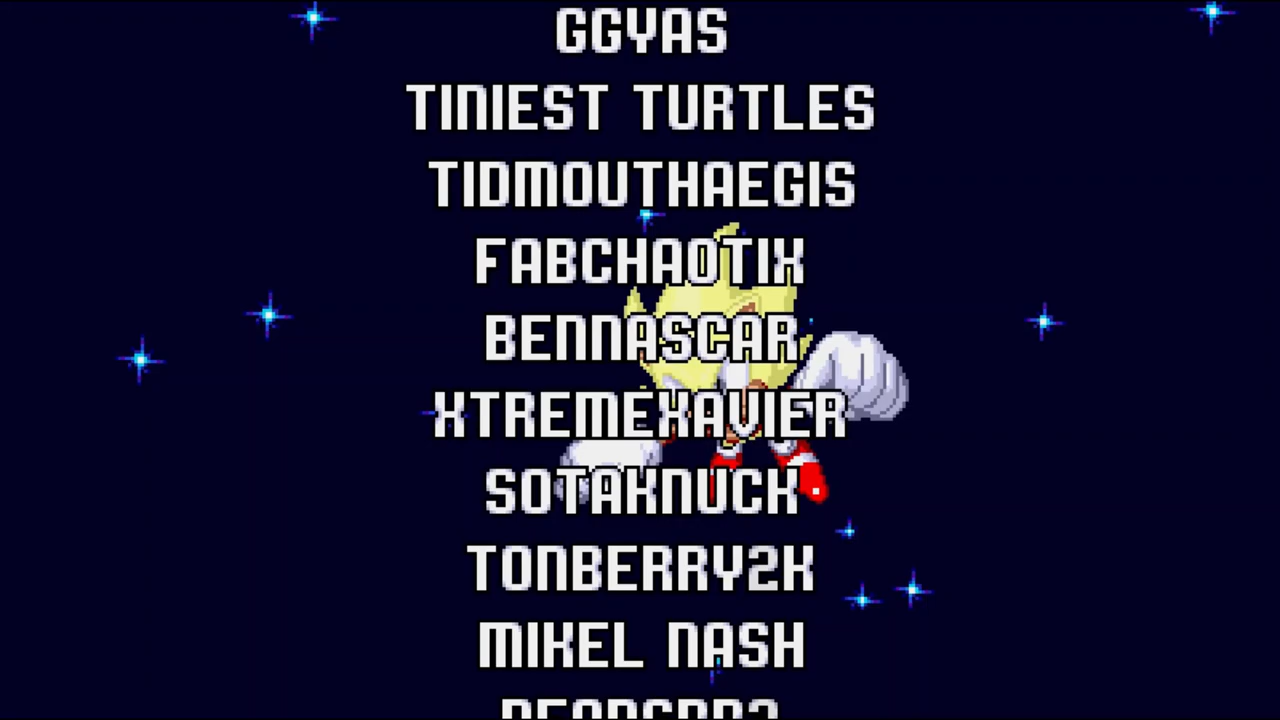 GGYAS
TINIEST TURTLES
TIDMOUTHAEGIS
FABCHAOTIX
BENNASCAR
XTREMEXAVIER
SOTAKNUCK
TONBERRY2K
MIKEL NASH